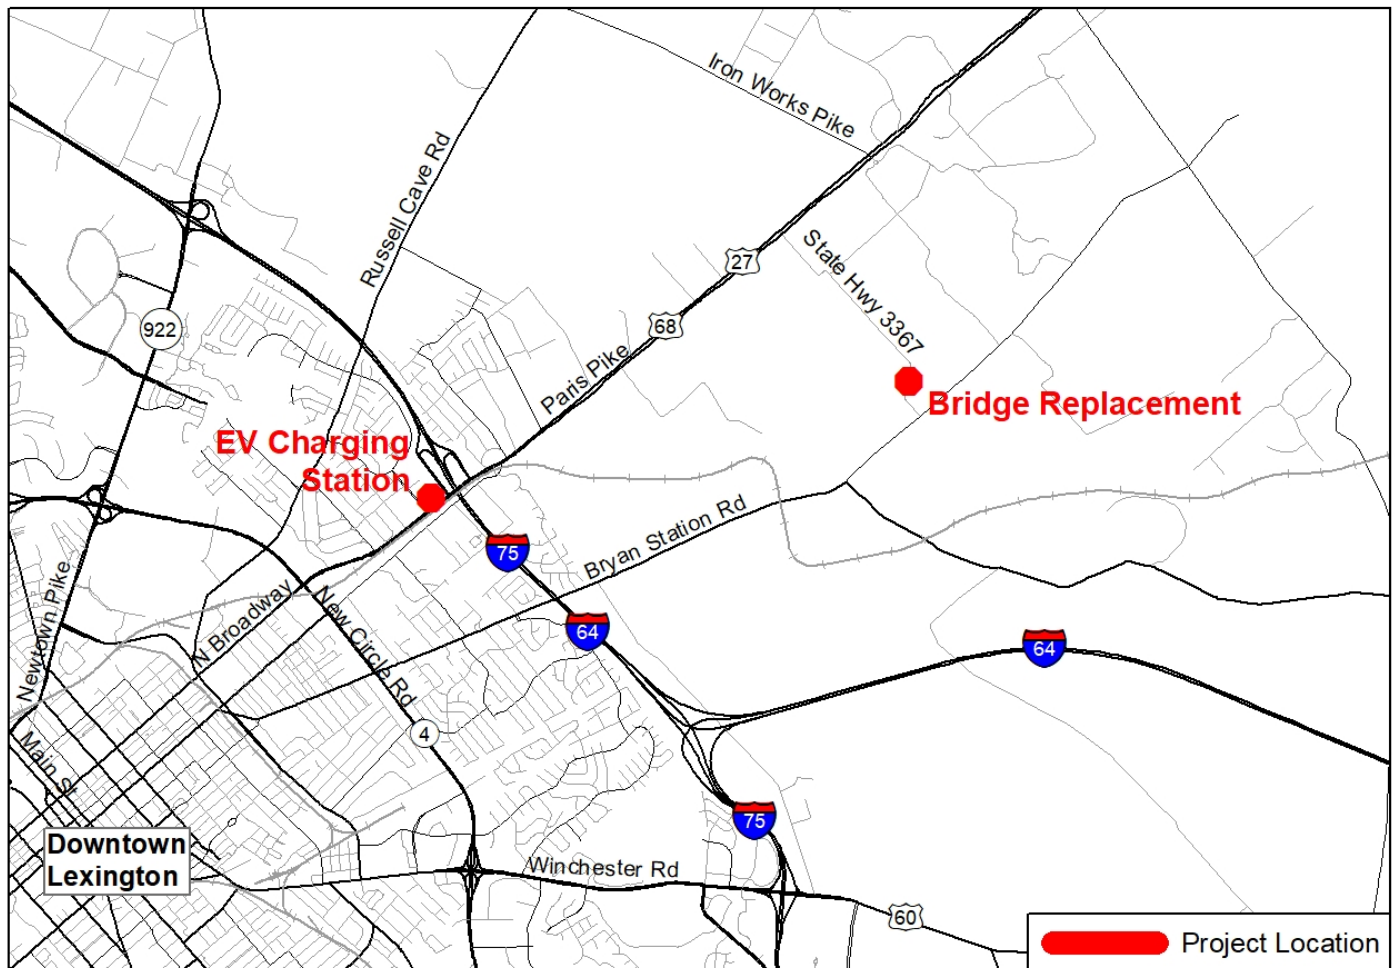 Iron Works Pike
Russell Cave Rd
State Hwy 3367
27
922
68
Paris Pike
Bridge Replacement
EV Charging
Station
Bryan Station Rd
75
Newtown Pike
N Broadway
New Circle Rd
64
64
4
Main St
75
Downtown
Lexington
Winchester Rd
60
Project Location